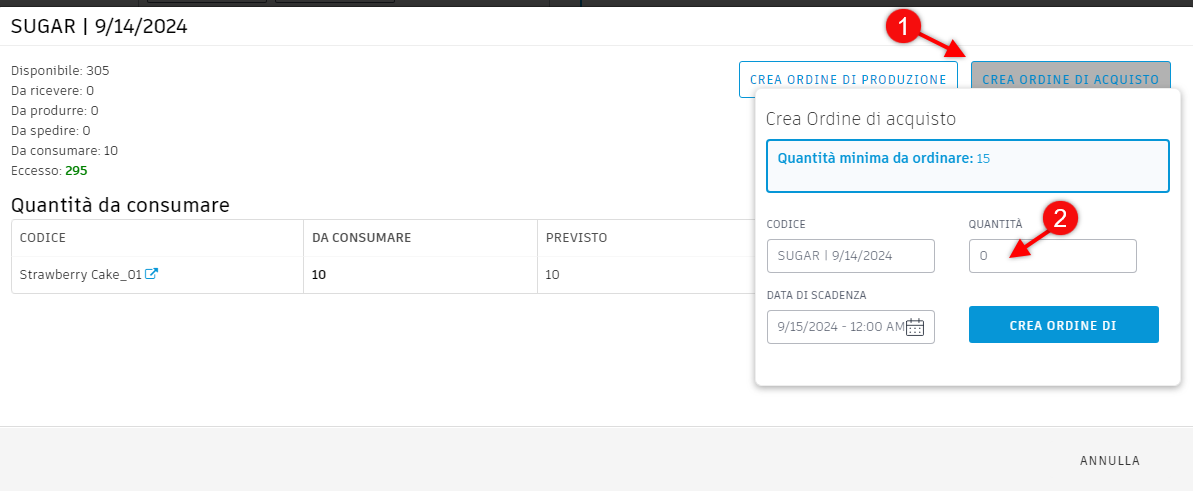 SUGAR | 9/14/2024
1
Disponibile: 305
Da ricevere: 0
Da produrre: 0
Da spedire: 0
Da consumare: 10
Eccesso: 295
CREA ORDINE DI PRODUZIONE
CREA ORDINE DI ACQUISTO
Crea Ordine di acquisto
Quantità minima da ordinare: 15
Quantità da consumare
CODICE DA CONSUMARE PREVISTO
Strawberry Cake_01 10 10
2
CODICE QUANTITÀ
SUGAR | 9/14/2024 0
DATA DI SCADENZA
9/15/2024 - 12:00 AM
CREA ORDINE DI
ANNULLA